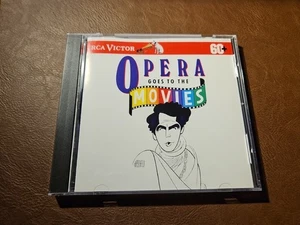 RCA VICTOR
60+
OPERA
GOES TO THE
MOVIES